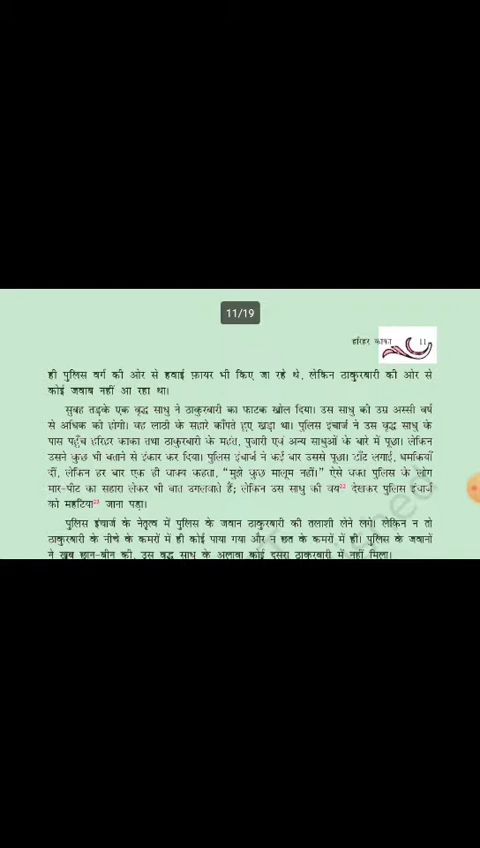 11/19
हरिहर काका 11
ही पुलिस वर्ग की ओर से हवाई फ़ायर भी किए जा रहे थे, लेकिन ठाकुरबारी की ओर से
कोई जवाब नहीं आ रहा था।
सुबह तड़के एक वृद्ध साधु ने ठाकुरबारी का फाटक खोल दिया। उस साधु की उम्र अस्सी वर्ष
से अधिक की होगी। वह लाठी के सहारे काँपते हुए खड़ा था। पुलिस इंचार्ज ने उस वृद्ध साधु के
पास पहुँच हरिहर काका तथा ठाकुरबारी के महंत, पुजारी एवं अन्य साधुओं के बारे में पूछा। लेकिन
उसने कुछ भी बताने से इंकार कर दिया। पुलिस इंचार्ज ने कई बार उससे पूछा। डाँट लगाई, धमकियाँ
दीं, लेकिन हर बार एक ही वाक्य कहता, “मुझे कुछ मालूम नहीं।” ऐसे वक्त पुलिस के लोग
मार-पीट का सहारा लेकर भी बात उगलवाते हैं; लेकिन उस साधु की वय22 देखकर पुलिस इंचार्ज
को महटिया23 जाना पड़ा।
पुलिस इंचार्ज के नेतृत्व में पुलिस के जवान ठाकुरबारी की तलाशी लेने लगे। लेकिन न तो
ठाकुरबारी के नीचे के कमरों में ही कोई पाया गया और न छत के कमरों में ही। पुलिस के जवानों
ने खूब छान-बीन की, उस वृद्ध साधु के अलावा कोई दूसरा ठाकुरबारी में नहीं मिला।